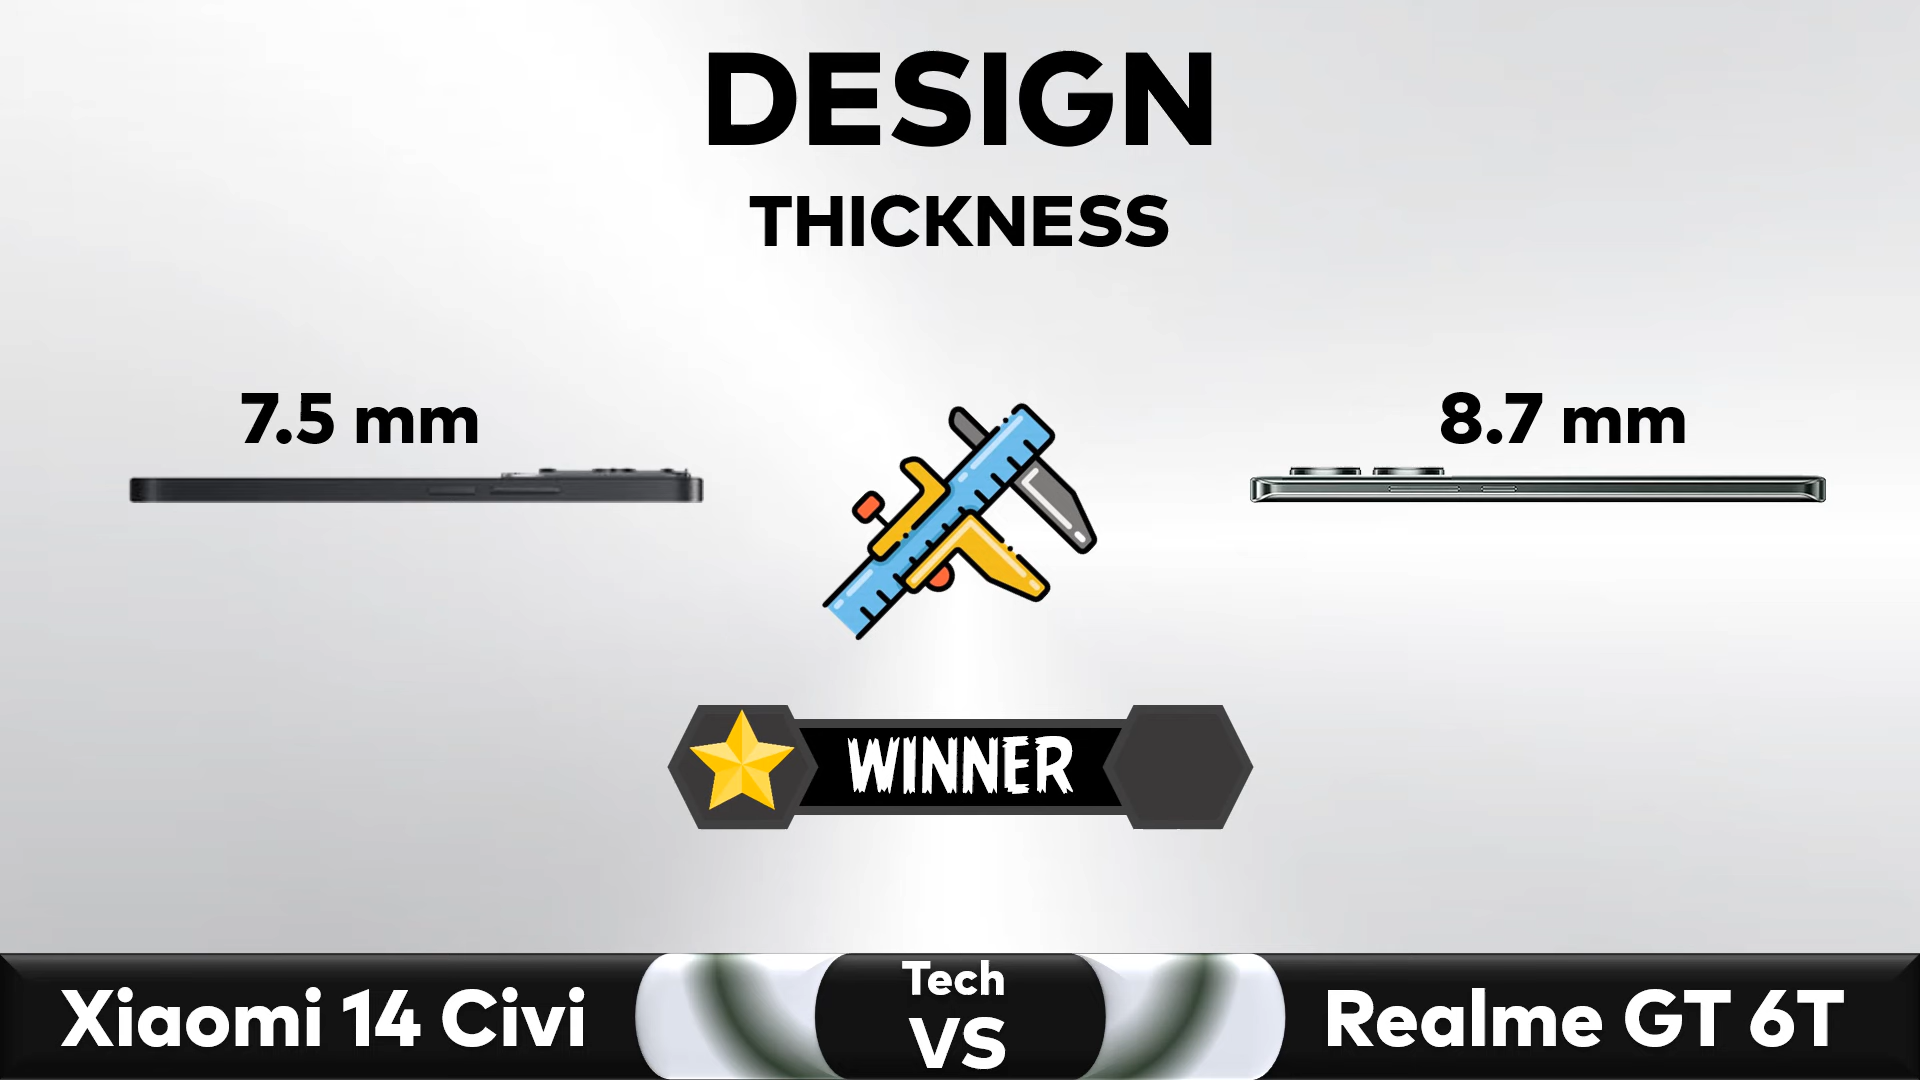 DESIGN
THICKNESS
7.5 mm
8.7 mm
WINNER
Xiaomi 14 Civi
Tech
VS
Realme GT 6T